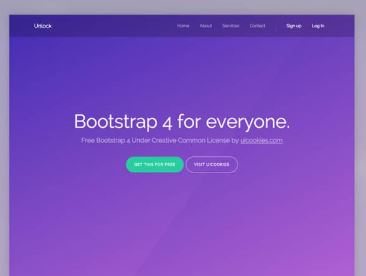 Unlock
Home About Services Contact Sign up Log In
Bootstrap 4 for everyone.
Free Bootstrap 4 Under Creative Common License by uicookies.com
GET THIS FOR FREE VISIT UICOOKIES